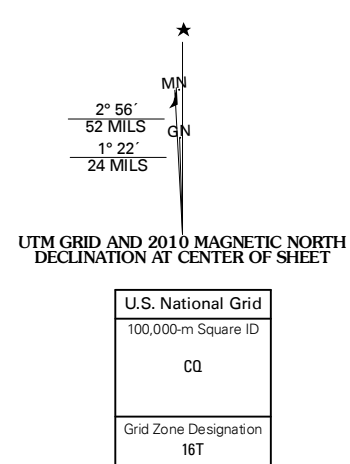 MN
2° 56´
52 MILS
GN
1° 22´
24 MILS
UTM GRID AND 2010 MAGNETIC NORTH
DECLINATION AT CENTER OF SHEET
U.S. National Grid
100,000-m Square ID
CQ
Grid Zone Designation
16T